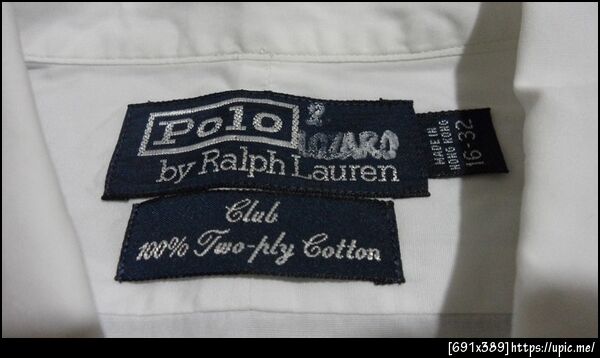 Polo
by Ralph Lauren
MADE IN
HONG KONG
16-32
Club
100% Two-ply Cotton
[691x389]https://upic.me/